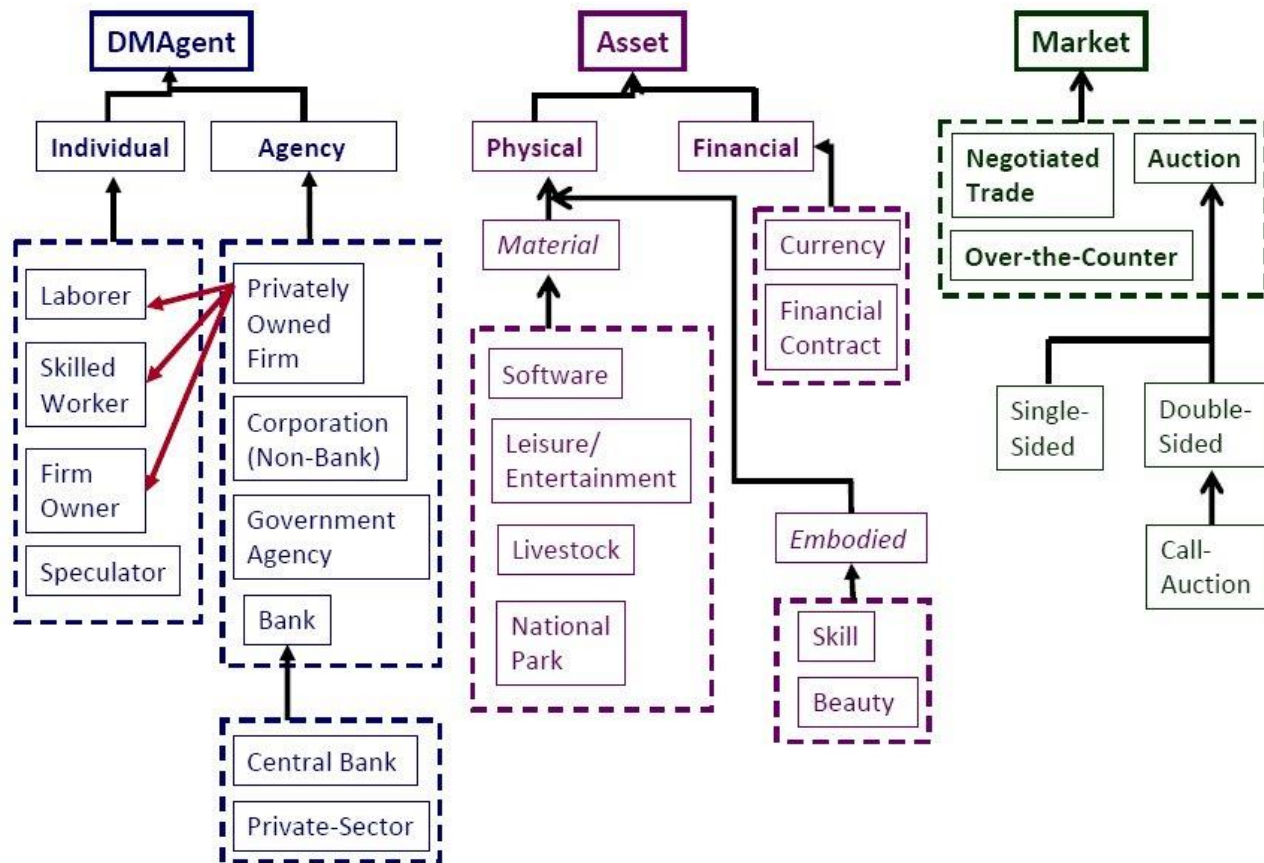 DMAgent
Individual
Agency
Laborer
Skilled
Worker
Firm
Owner
Speculator
Privately
Owned
Firm
Corporation
(Non-Bank)
Government
Agency
Bank
Central Bank
Private-Sector
Asset
Physical
Financial
Material
Software
Leisure/
Entertainment
Livestock
National
Park
Currency
Financial
Contract
Embodied
Skill
Beauty
Market
Negotiated
Trade
Auction
Over-the-Counter
Single-
Sided
Double-
Sided
Call-
Auction